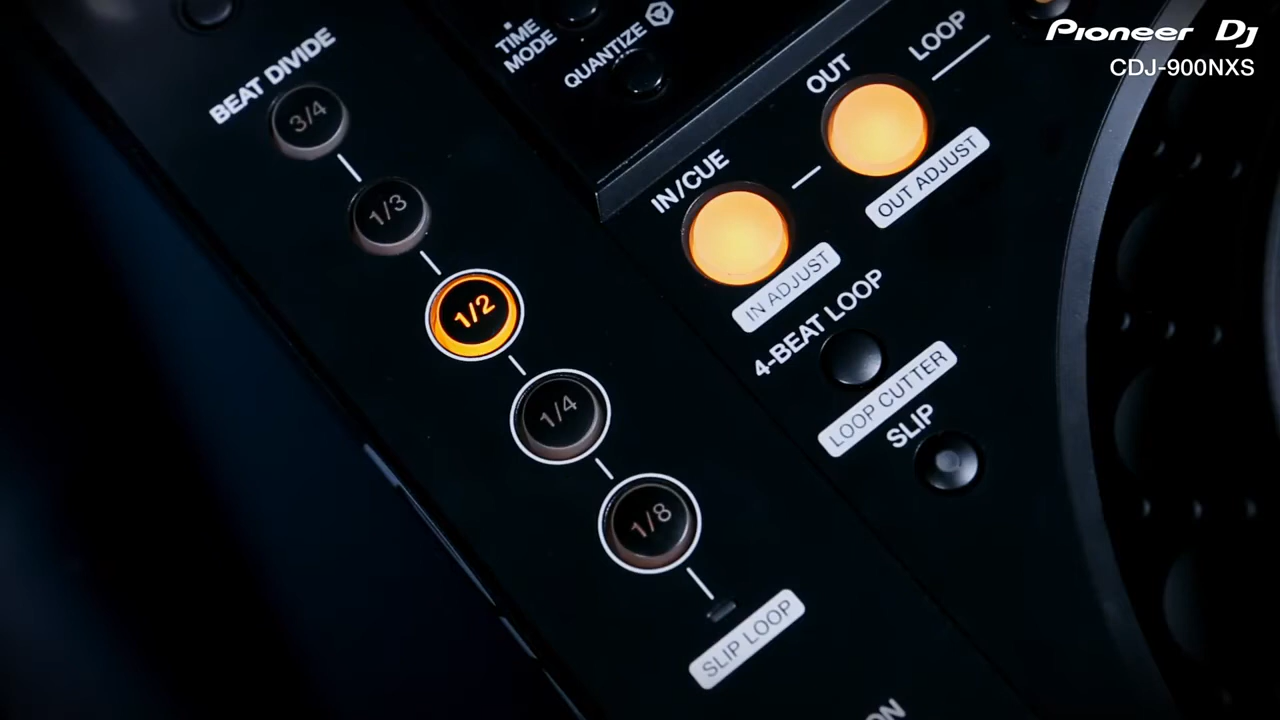 Pioneer Dj
CDJ-900NXS
BEAT DIVIDE
3/4
1/3
1/2
1/4
1/8
SLIP LOOP
TIME
MODE
QUANTIZE
IN/CUE
OUT
LOOP
IN ADJUST
OUT ADJUST
4-BEAT LOOP
LOOP CUTTER
SLIP